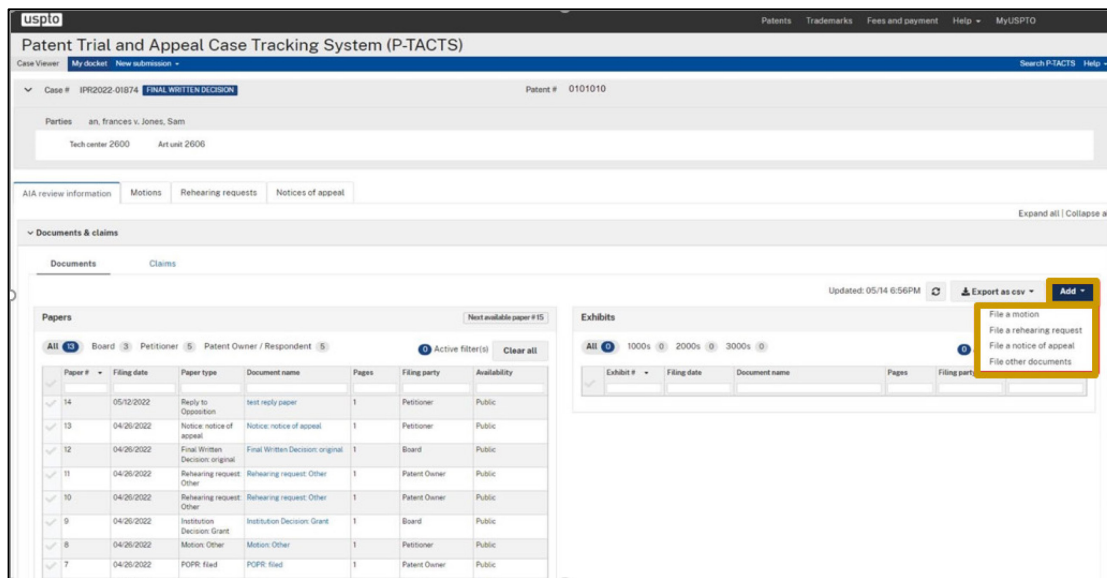 uspto Patents Trademarks Fees and payment Help MyUSPTO
Patent Trial and Appeal Case Tracking System (P-TACTS)
Case Viewer My docket New submission Search P-TACTS Help
Case # IPR2022-01874 FINAL WRITTEN DECISION Patent # 0101010
Parties an, frances v. Jones, Sam
Tech center 2600 Art unit 2606
AIA review information Motions Rehearing requests Notices of appeal
Expand all | Collapse a
Documents & claims
Documents Claims
Updated: 05/14 6:56PM Export as csv Add
File a motion
File a rehearing request
File a notice of appeal
File other documents
Papers Next available paper #15
All 13 Board 3 Petitioner 5 Patent Owner / Respondent 5 0 Active filter(s) Clear all
Paper # Filing date Paper type Document name Pages Filing party Availability
14 05/12/2022 Reply to Opposition test reply paper 1 Petitioner Public
13 04/26/2022 Notice: notice of appeal Notice: notice of appeal 1 Petitioner Public
12 04/26/2022 Final Written Decision: original Final Written Decision: original 1 Board Public
11 04/26/2022 Rehearing request: Other Rehearing request: Other 1 Patent Owner Public
10 04/26/2022 Rehearing request: Other Rehearing request: Other 1 Patent Owner Public
9 04/26/2022 Institution Decision: Grant Institution Decision: Grant 1 Board Public
8 04/26/2022 Motion: Other Motion: Other 1 Petitioner Public
7 04/26/2022 POPR: filed POPR: filed 1 Patent Owner Public
Exhibits
All 0 1000s 0 2000s 0 3000s 0 0
Exhibit # Filing date Document name Pages Filing party